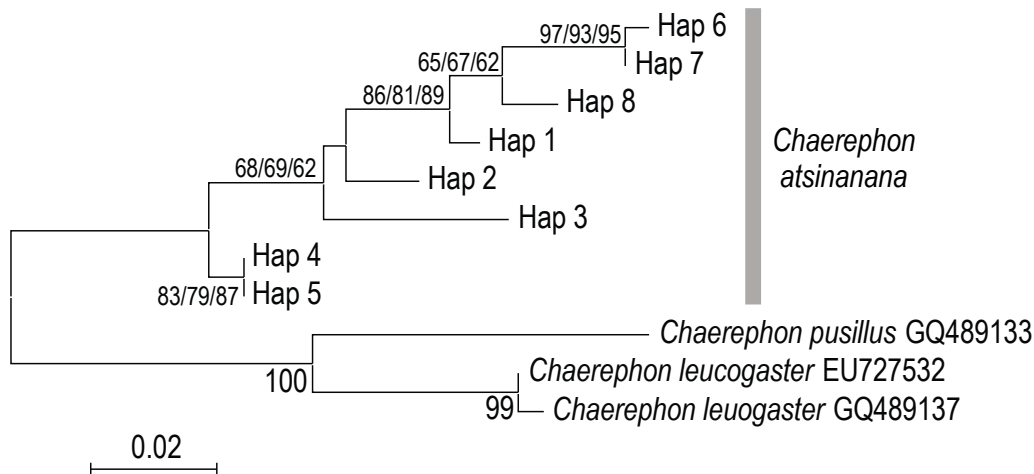 97/93/95
Hap 6
Hap 7
65/67/62
Hap 8
86/81/89
Hap 1
Hap 2
68/69/62
Hap 3
Hap 4
Hap 5
83/79/87
Chaerephon
atsinanana
Chaerephon pusillus GQ489133
100
Chaerephon leucogaster EU727532
99
Chaerephon leuogaster GQ489137
0.02